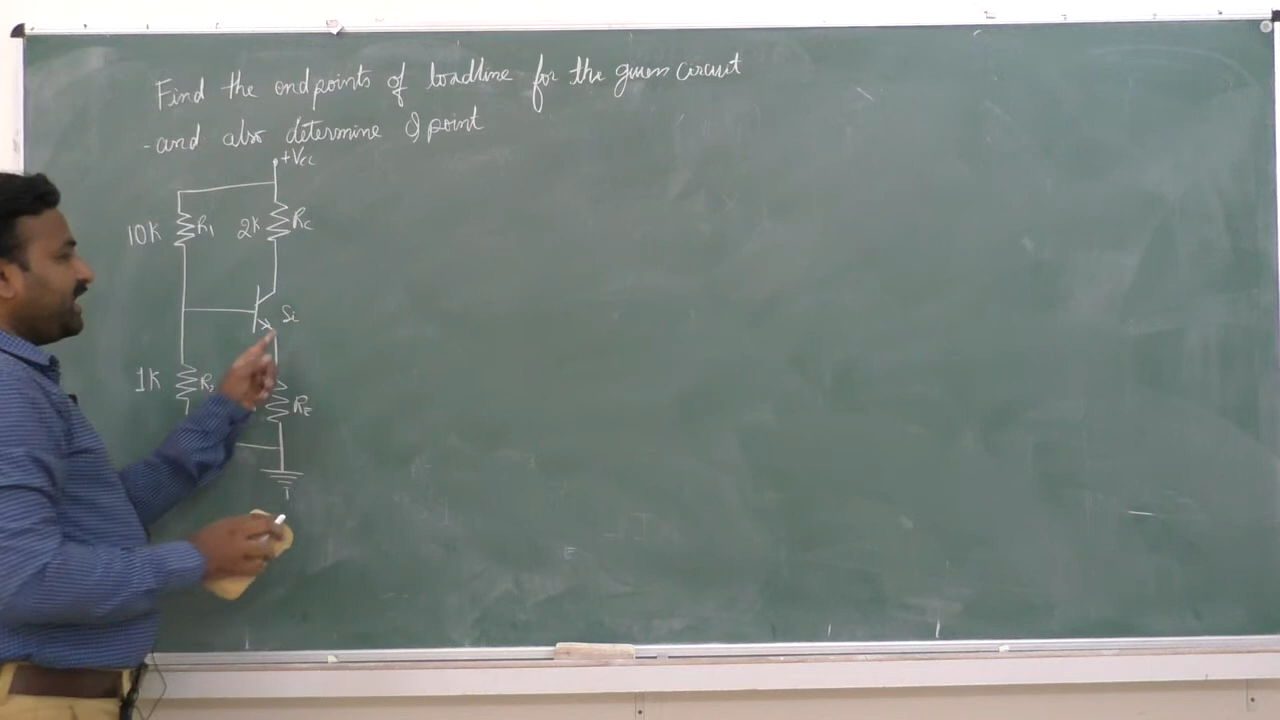 Find the endpoints of loadline for the given circuit
-and also determine Q point
+Vcc
10K R1 2K Rc
Si
1K
RE